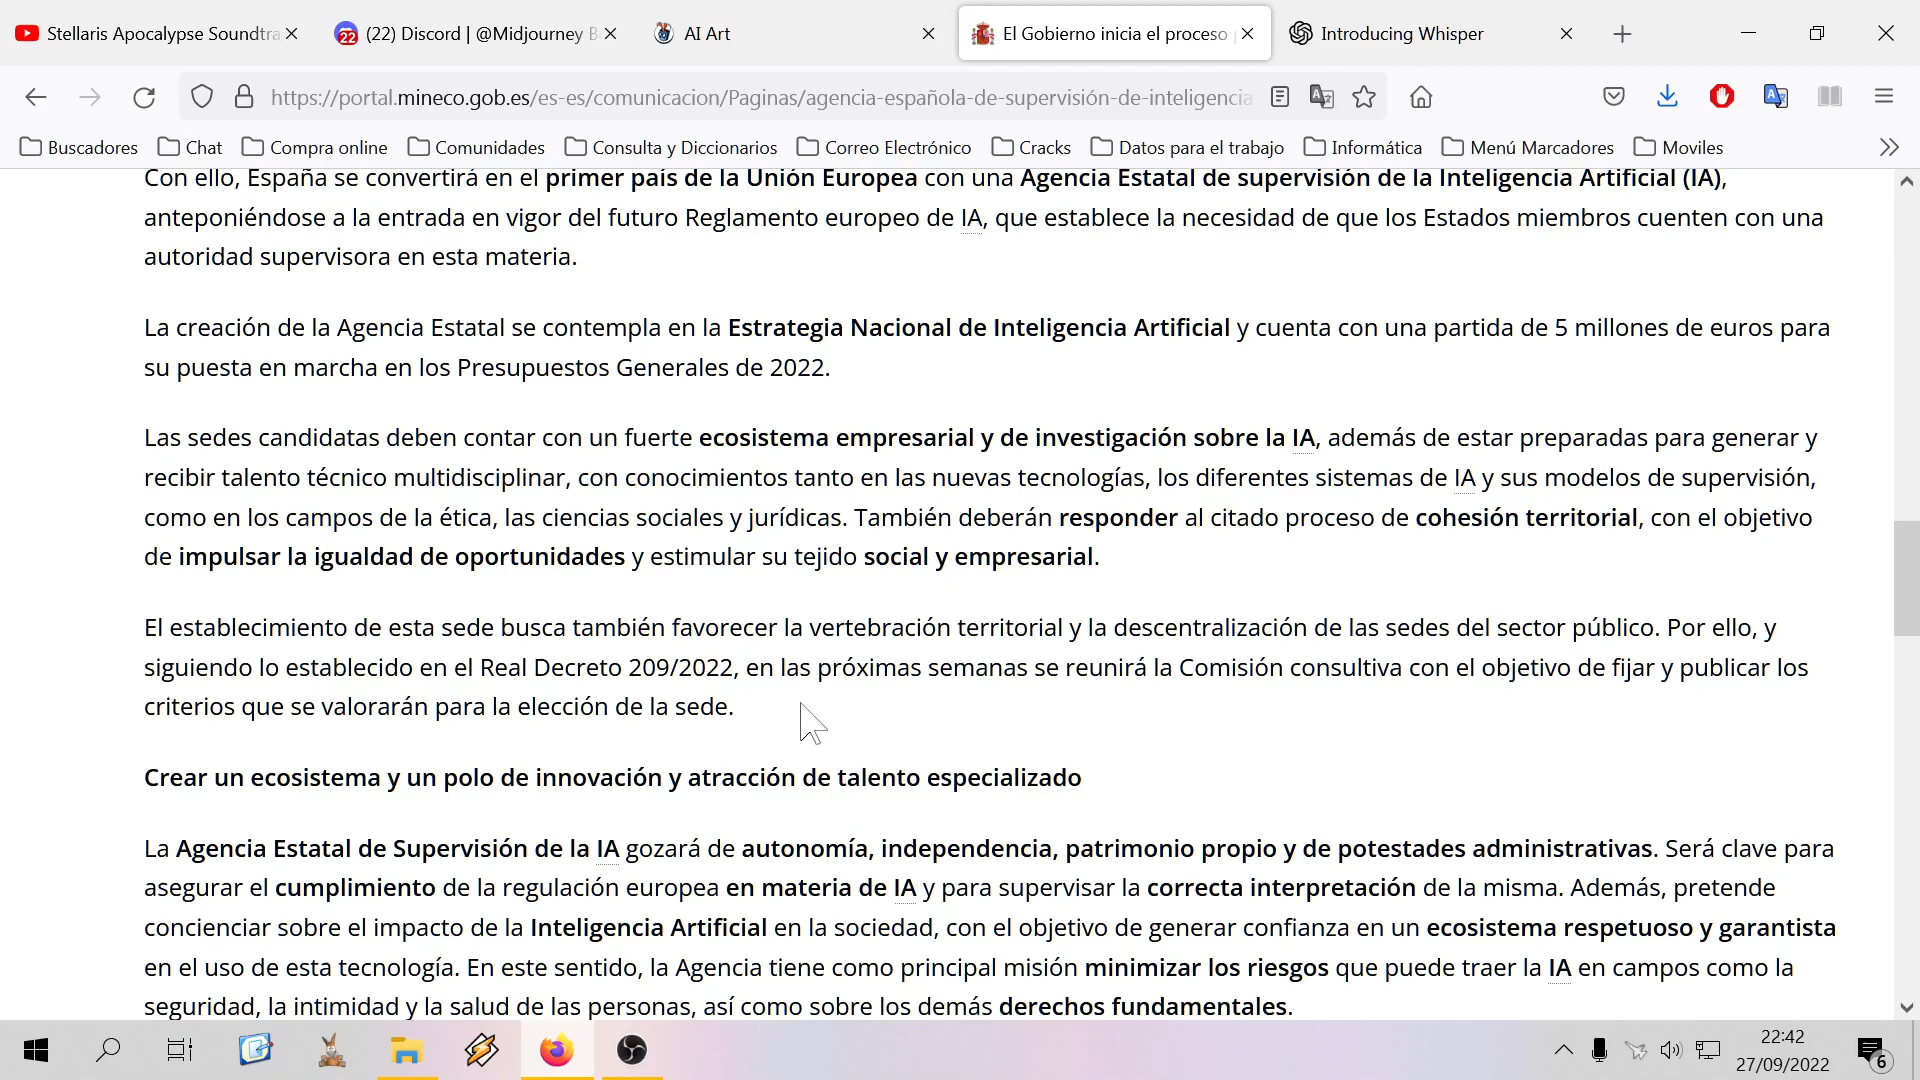 Stellaris Apocalypse Soundtra
(22) Discord | @Midjourney B
AI Art
El Gobierno inicia el proceso
Introducing Whisper
https://portal.mineco.gob.es/es-es/comunicacion/Paginas/agencia-española-de-supervisión-de-inteligencia
Buscadores
Chat
Compra online
Comunidades
Consulta y Diccionarios
Correo Electrónico
Cracks
Datos para el trabajo
Informática
Menú Marcadores
Moviles
Con ello, España se convertirá en el primer país de la Unión Europea con una Agencia Estatal de supervisión de la Inteligencia Artificial (IA),
anteponiéndose a la entrada en vigor del futuro Reglamento europeo de IA, que establece la necesidad de que los Estados miembros cuenten con una
autoridad supervisora en esta materia.
La creación de la Agencia Estatal se contempla en la Estrategia Nacional de Inteligencia Artificial y cuenta con una partida de 5 millones de euros para
su puesta en marcha en los Presupuestos Generales de 2022.
Las sedes candidatas deben contar con un fuerte ecosistema empresarial y de investigación sobre la IA, además de estar preparadas para generar y
recibir talento técnico multidisciplinar, con conocimientos tanto en las nuevas tecnologías, los diferentes sistemas de IA y sus modelos de supervisión,
como en los campos de la ética, las ciencias sociales y jurídicas. También deberán responder al citado proceso de cohesión territorial, con el objetivo
de impulsar la igualdad de oportunidades y estimular su tejido social y empresarial.
El establecimiento de esta sede busca también favorecer la vertebración territorial y la descentralización de las sedes del sector público. Por ello, y
siguiendo lo establecido en el Real Decreto 209/2022, en las próximas semanas se reunirá la Comisión consultiva con el objetivo de fijar y publicar los
criterios que se valorarán para la elección de la sede.
Crear un ecosistema y un polo de innovación y atracción de talento especializado
La Agencia Estatal de Supervisión de la IA gozará de autonomía, independencia, patrimonio propio y de potestades administrativas. Será clave para
asegurar el cumplimiento de la regulación europea en materia de IA y para supervisar la correcta interpretación de la misma. Además, pretende
concienciar sobre el impacto de la Inteligencia Artificial en la sociedad, con el objetivo de generar confianza en un ecosistema respetuoso y garantista
en el uso de esta tecnología. En este sentido, la Agencia tiene como principal misión minimizar los riesgos que puede traer la IA en campos como la
seguridad, la intimidad y la salud de las personas, así como sobre los demás derechos fundamentales.
22:42
27/09/2022
6